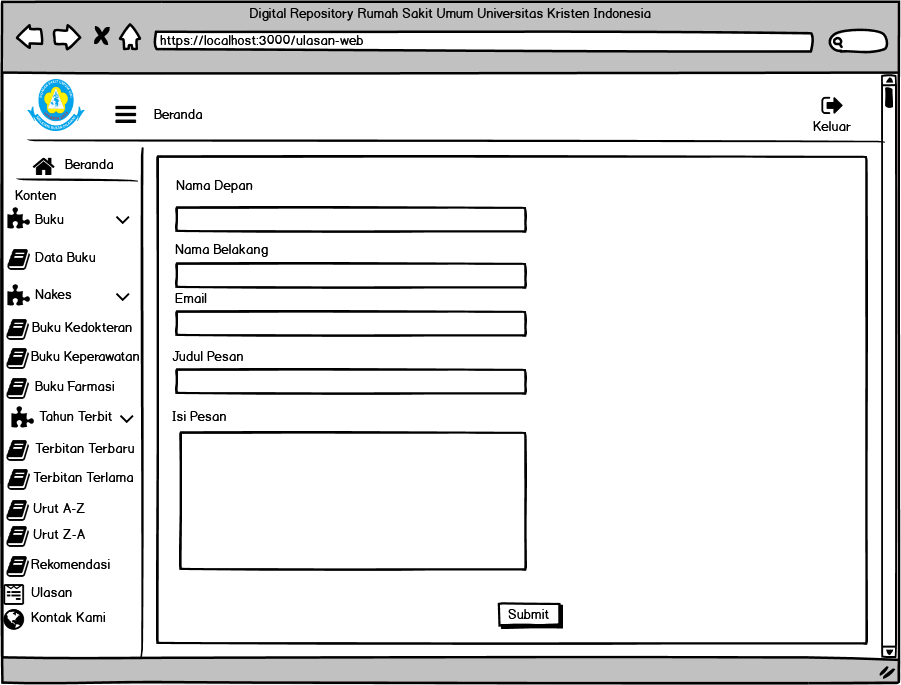 Digital Repository Rumah Sakit Umum Universitas Kristen Indonesia
https://localhost:3000/ulasan-web
Beranda
Keluar
Beranda
Konten
Buku
Data Buku
Nakes
Buku Kedokteran
Buku Keperawatan
Buku Farmasi
Tahun Terbit
Terbitan Terbaru
Terbitan Terlama
Urut A-Z
Urut Z-A
Rekomendasi
Ulasan
Kontak Kami
Nama Depan
Nama Belakang
Email
Judul Pesan
Isi Pesan
Submit